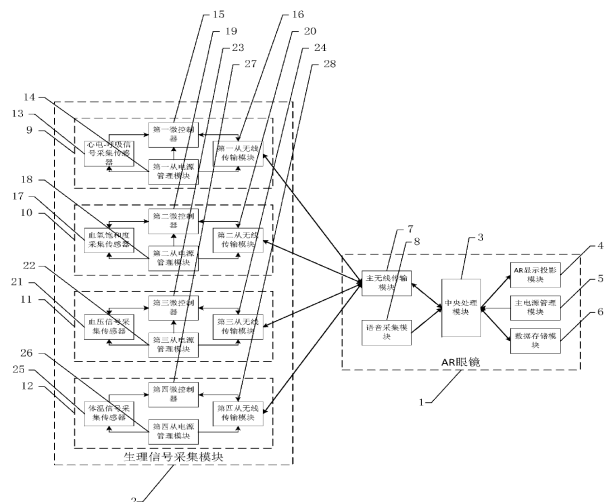 15
19
23
27
16
20
24
28
14
13
9
心电-呼吸信
号采集传感
器
第一微控制
器
第一从电源
管理模块
第一从无线
传输模块
18
17
10
血氧饱和度
采集传感器
第二微控制
器
第二从电源
管理模块
第二从无线
传输模块
22
21
11
血压信号采
集传感器
第三微控制
器
第三从电源
管理模块
第三从无线
传输模块
26
25
12
体温信号采
集传感器
第四微控制
器
第四从电源
管理模块
第四从无线
传输模块
生理信号采集模块
2
7
8
3
4
5
6
主无线传输
模块
语音采集模块
中央处理
模块
AR显示投影
模块
主电源管理
模块
数据存储模
块
AR眼镜
1